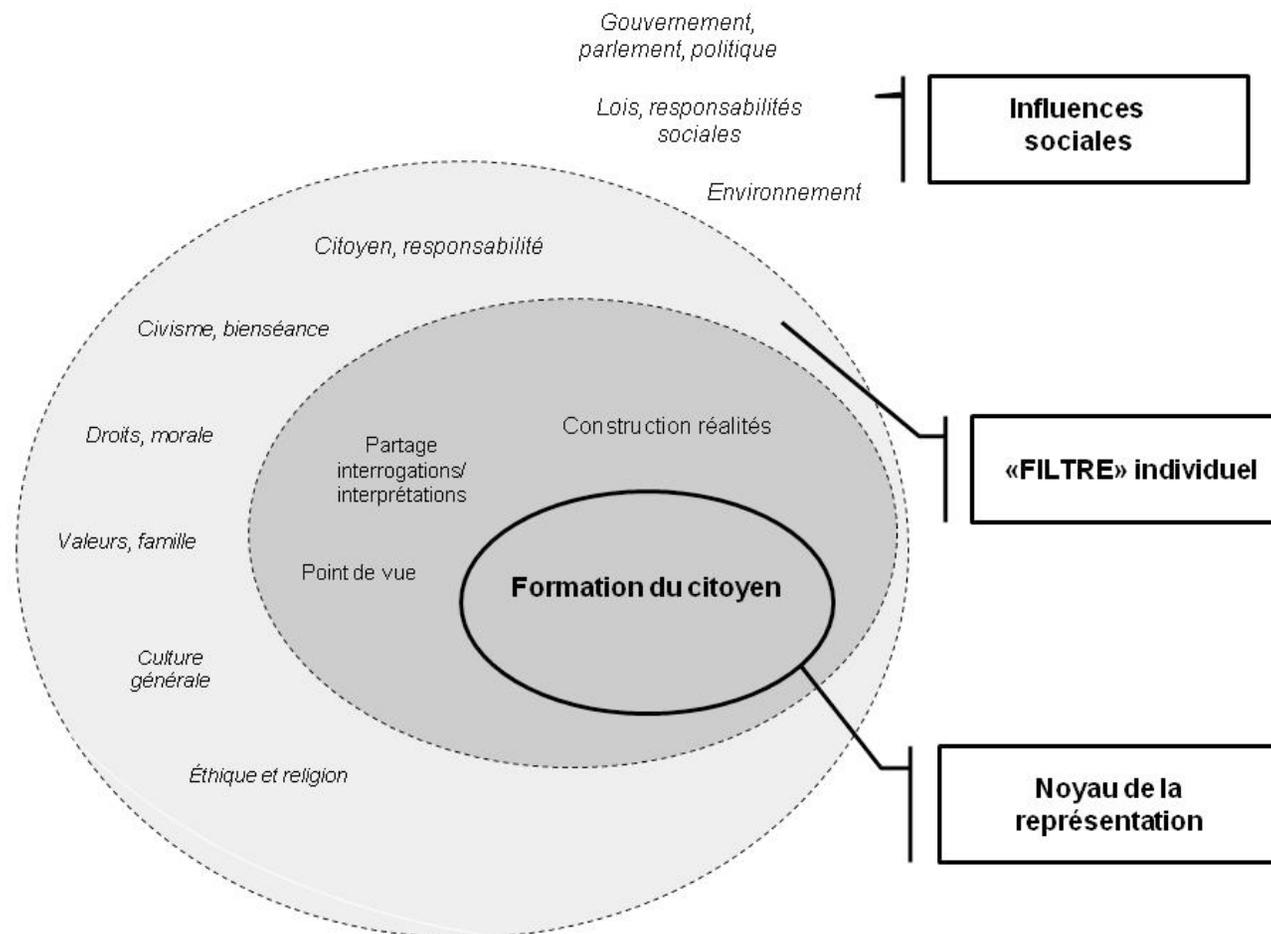 Gouvernement,
parlement, politique
Lois, responsabilités
sociales
Influences
sociales
Environnement
Citoyen, responsabilité
Civisme, bienséance
Droits, morale
Construction réalités
Partage
interrogations/
interprétations
«FILTRE» individuel
Valeurs, famille
Point de vue
Formation du citoyen
Culture
générale
Éthique et religion
Noyau de la
représentation